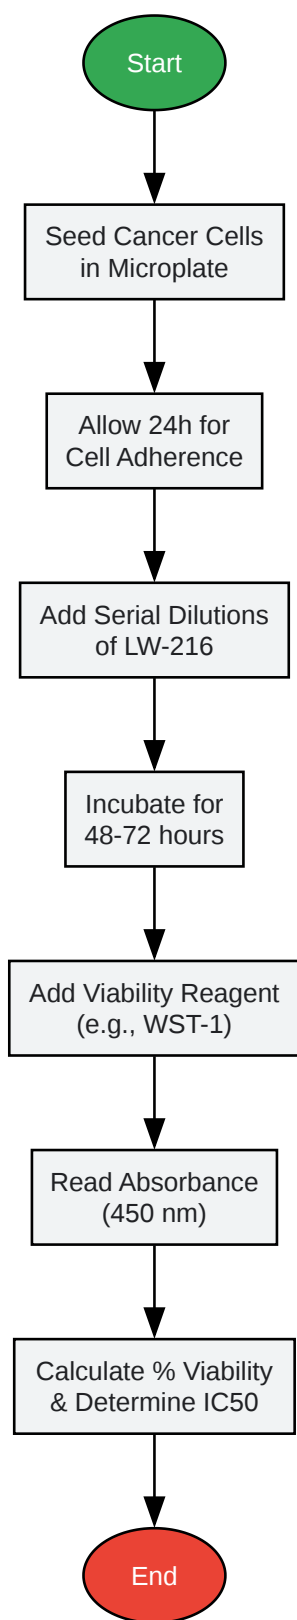 Start
Seed Cancer Cells
in Microplate
Allow 24h for
Cell Adherence
Add Serial Dilutions
of LW-216
Incubate for
48-72 hours
Add Viability Reagent
(e.g., WST-1)
Read Absorbance
(450 nm)
Calculate % Viability
& Determine IC50
End